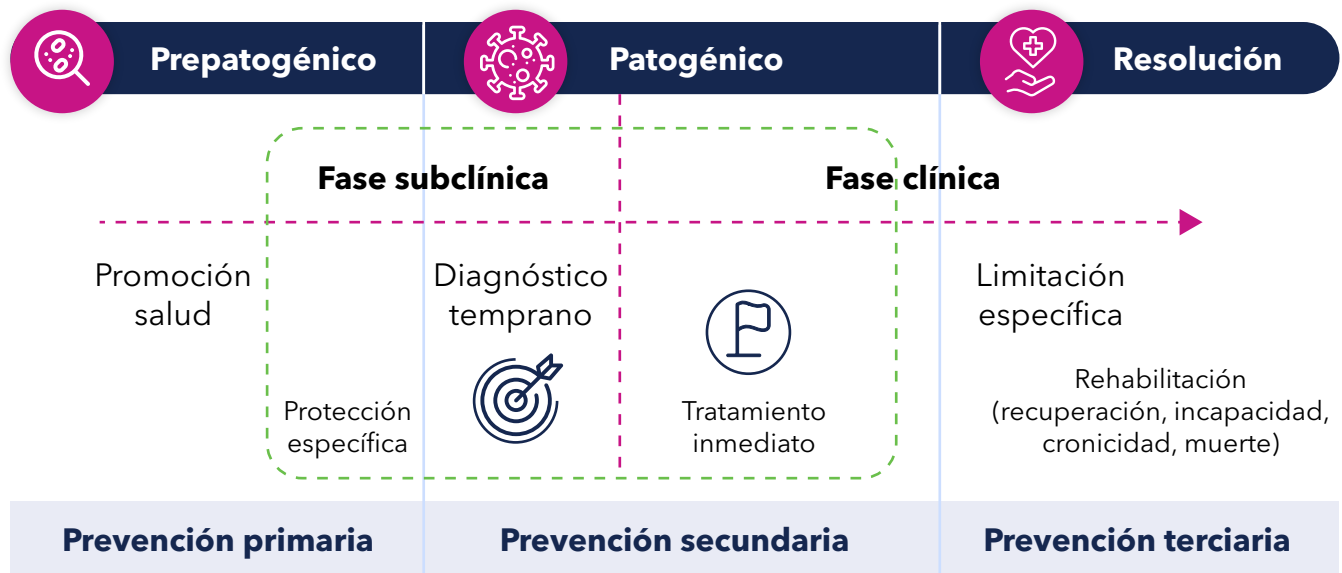 Prepatogénico
Patogénico
Resolución
Fase subclínica
Fase clínica
Promoción
salud
Diagnóstico
temprano
Limitación
específica
Protección
específica
Tratamiento
inmediato
Rehabilitación
(recuperación, incapacidad,
cronicidad, muerte)
Prevención primaria
Prevención secundaria
Prevención terciaria